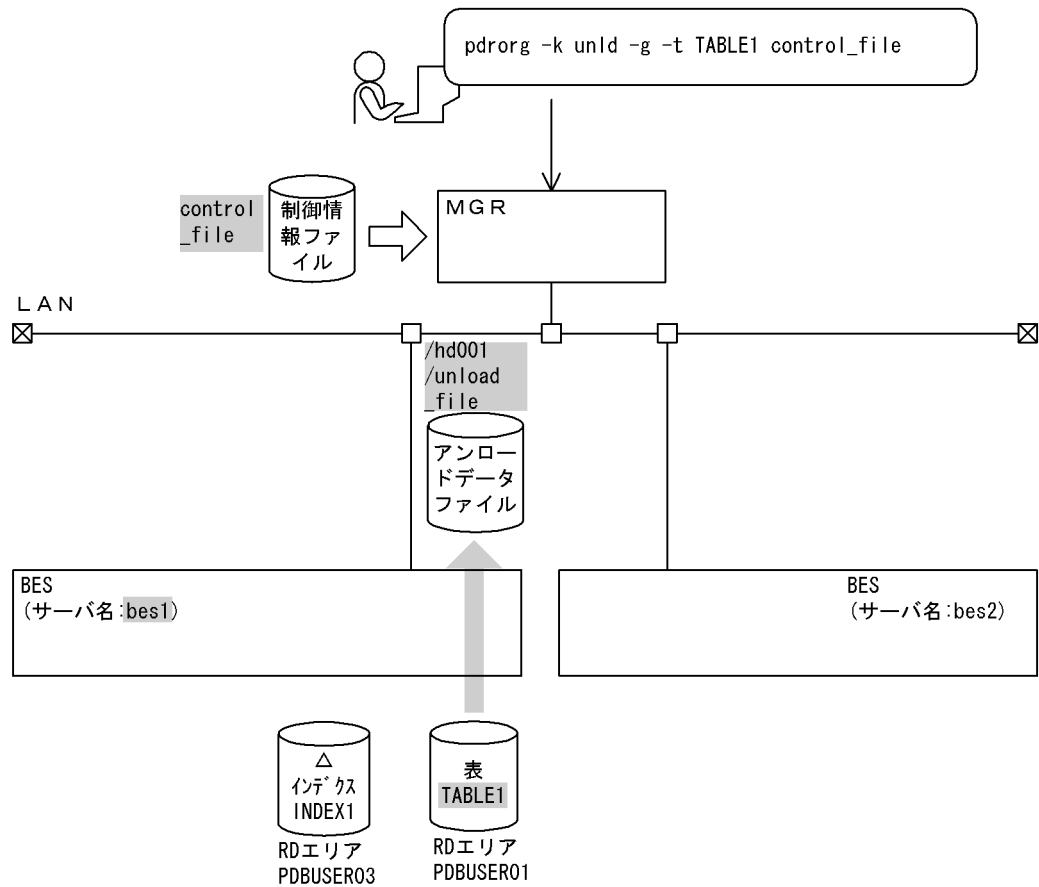 pdrorg -k unld -g -t TABLE1 control_file
control
_file
制御情
報ファ
イル
ＭＧＲ
ＬＡＮ
/hd001
/unload
_file
アンロー
ドデータ
ファイル
BES
(サーバ名:bes1)
BES
(サーバ名:bes2)
△
ｲﾝﾃﾞｸｽ
INDEX1
表
TABLE1
RDエリア
PDBUSER03
RDエリア
PDBUSER01